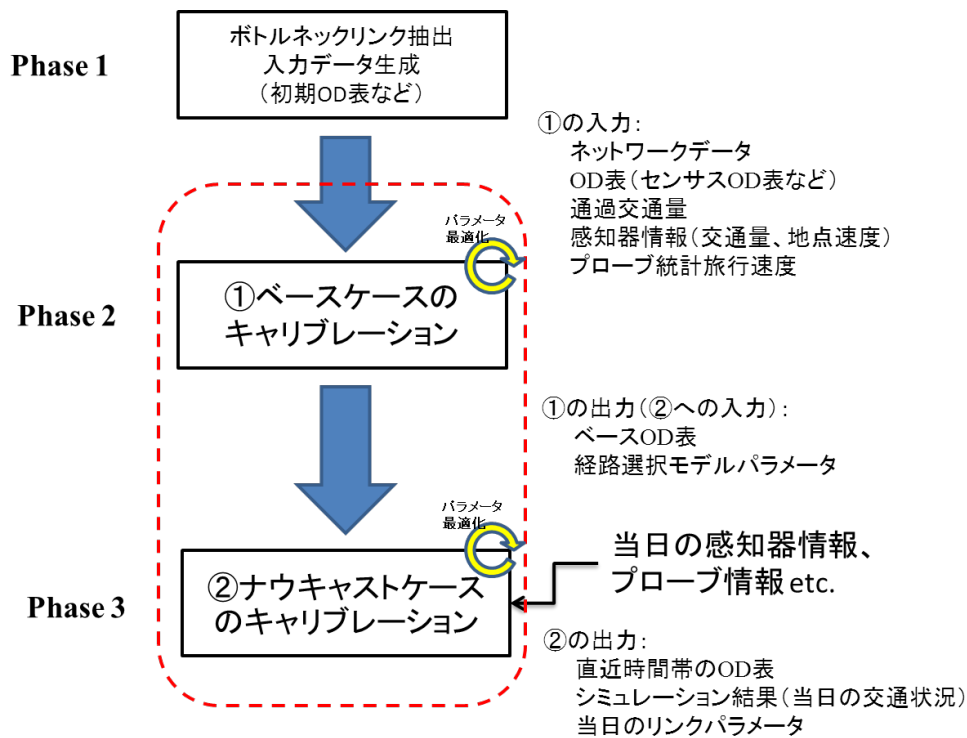 Phase 1
ボトルネックリンク抽出
入力データ生成
（初期OD表など）
①の入力：
ネットワークデータ
OD表（センサスOD表など）
通過交通量
感知器情報（交通量、地点速度）
プローブ統計旅行速度
パラメータ
最適化
Phase 2
①ベースケースの
キャリブレーション
①の出力（②への入力）：
ベースOD表
経路選択モデルパラメータ
パラメータ
最適化
Phase 3
②ナウキャストケース
のキャリブレーション
当日の感知器情報、
プローブ情報 etc.
②の出力：
直近時間帯のOD表
シミュレーション結果（当日の交通状況）
当日のリンクパラメータ